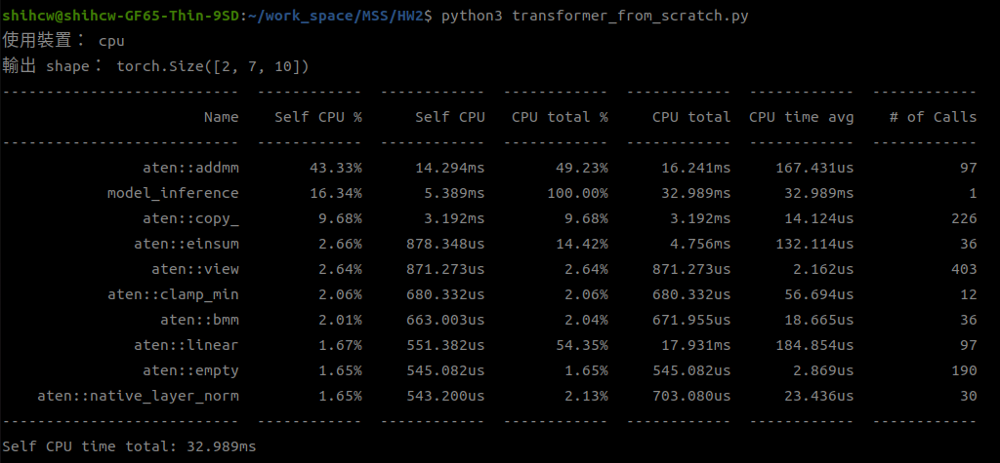 shihcw@shihcw-GF65-Thin-9SD:~/work_space/MSS/HW2$ python3 transformer_from_scratch.py
使用裝置： cpu
輸出 shape： torch.Size([2, 7, 10])
---------------------------  ------------  ------------  ------------  ------------  ------------  ------------
Name    Self CPU %      Self CPU   CPU total %     CPU total  CPU time avg    # of Calls
---------------------------  ------------  ------------  ------------  ------------  ------------  ------------
aten::addmm        43.33%      14.294ms        49.23%      16.241ms     167.431us            97
model_inference        16.34%       5.389ms       100.00%      32.989ms      32.989ms             1
aten::copy_         9.68%       3.192ms         9.68%       3.192ms      14.124us           226
aten::einsum         2.66%     878.348us        14.42%       4.756ms     132.114us            36
aten::view         2.64%     871.273us         2.64%     871.273us       2.162us           403
aten::clamp_min         2.06%     680.332us         2.06%     680.332us      56.694us            12
aten::bmm         2.01%     663.003us         2.04%     671.955us      18.665us            36
aten::linear         1.67%     551.382us        54.35%      17.931ms     184.854us            97
aten::empty         1.65%     545.082us         1.65%     545.082us       2.869us           190
aten::native_layer_norm         1.65%     543.200us         2.13%     703.080us      23.436us            30
---------------------------  ------------  ------------  ------------  ------------  ------------  ------------
Self CPU time total: 32.989ms